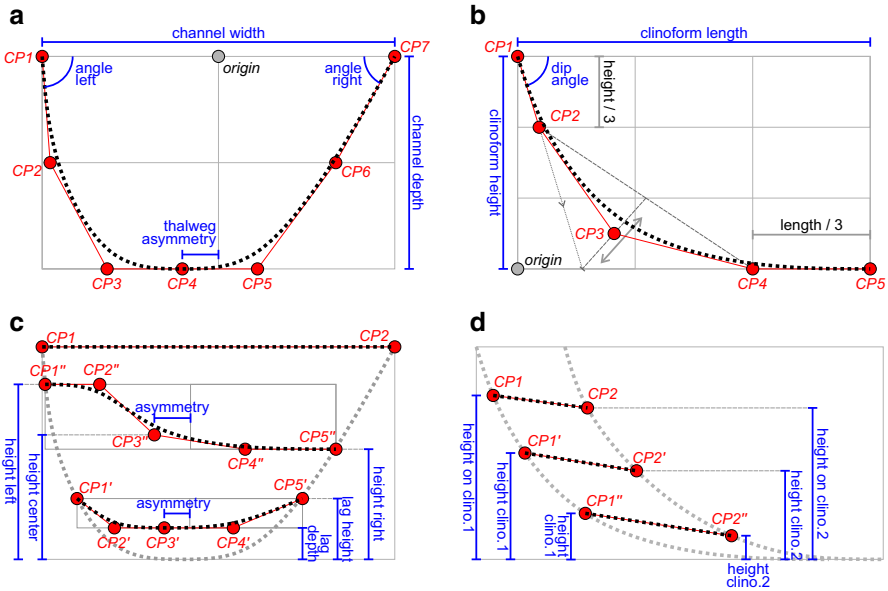 a
channel width
CP1
CP7
angle
left
origin
angle
right
channel depth
CP2
CP6
thalweg
asymmetry
CP3
CP4
CP5
b
clinoform length
CP1
dip
angle
height / 3
CP2
clinoform height
CP3
length / 3
origin
CP4
CP5
c
CP1
CP2
CP1"
CP2"
asymmetry
CP3"
CP5"
CP4"
height left
height center
CP1'
CP5'
asymmetry
CP2'
CP3'
CP4'
lag
depth
lag height
height right
d
CP1
CP2
CP1'
CP2'
CP1"
CP2"
height on clino.1
height clino.1
height
clino.1
height
clino.2
height clino.2
height on clino.2